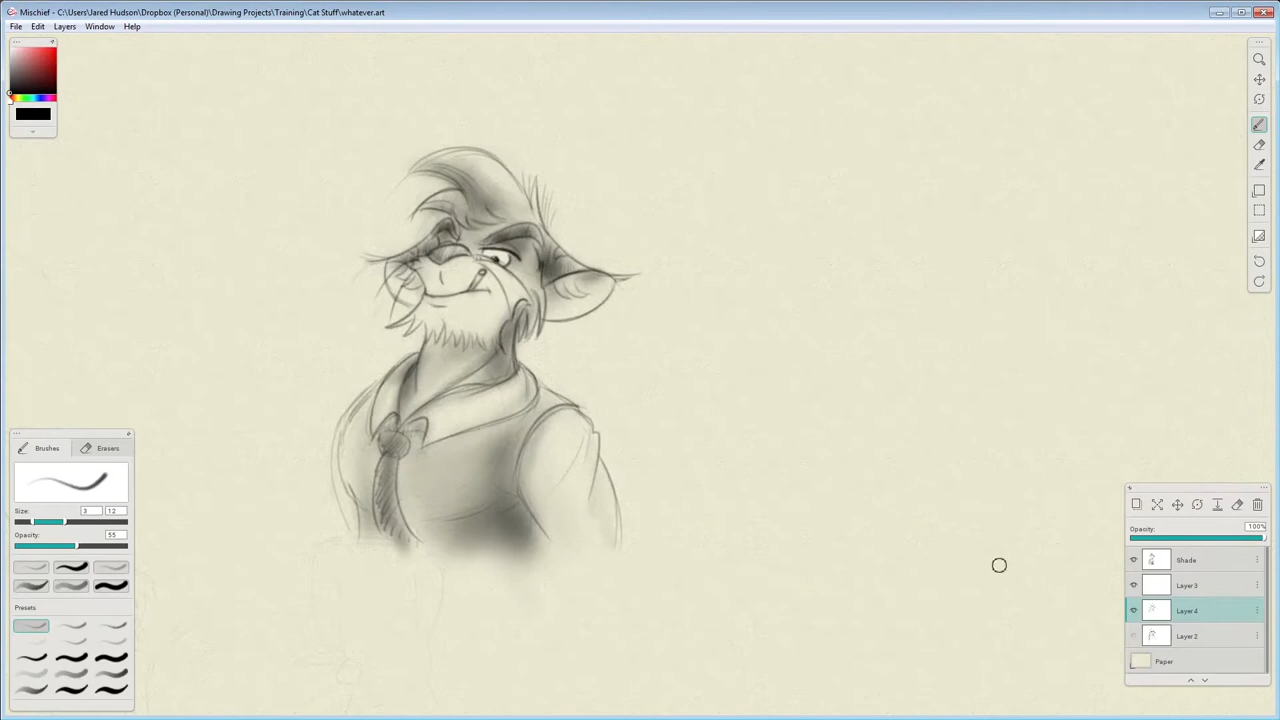 Mischief - C:\Users\Jared Hudson\Dropbox (Personal)\Drawing Projects\Training\Cat Stuff\whatever.art
File Edit Layers Window Help
Brushes Erasers
Size: 3 12
Opacity: 55
Presets
Opacity: 100%
Shade
Layer 3
Layer 4
Layer 2
Paper